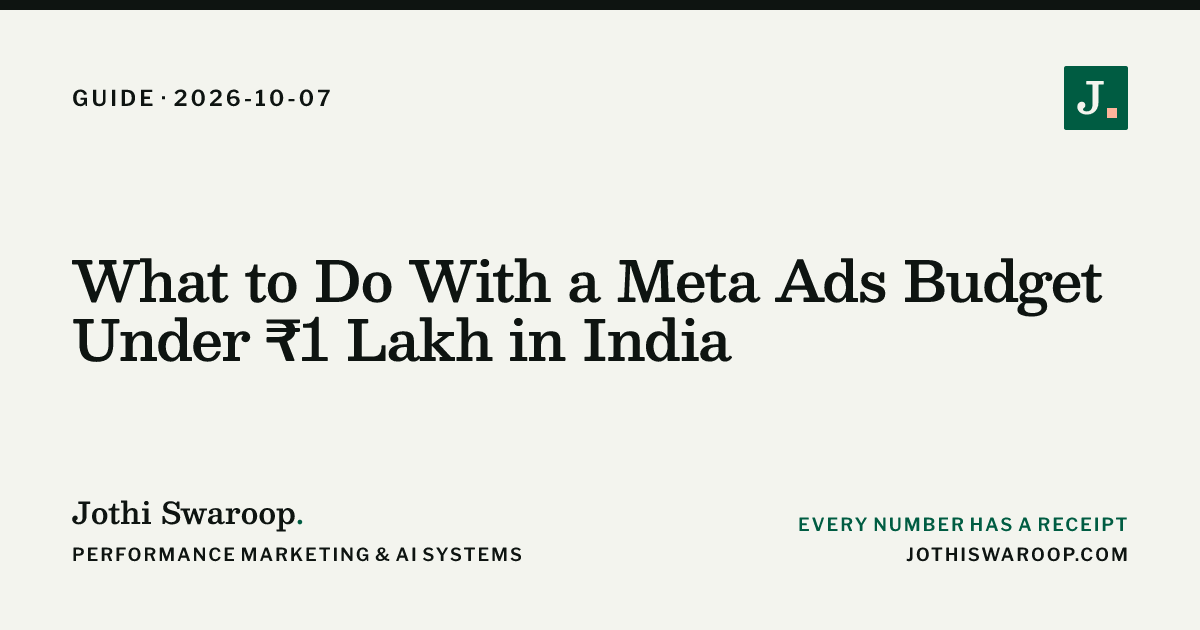 GUIDE · 2026-10-07
J.
What to Do With a Meta Ads Budget
Under ₹1 Lakh in India
Jothi Swaroop.
PERFORMANCE MARKETING & AI SYSTEMS
EVERY NUMBER HAS A RECEIPT
JOTHISWAROOP.COM